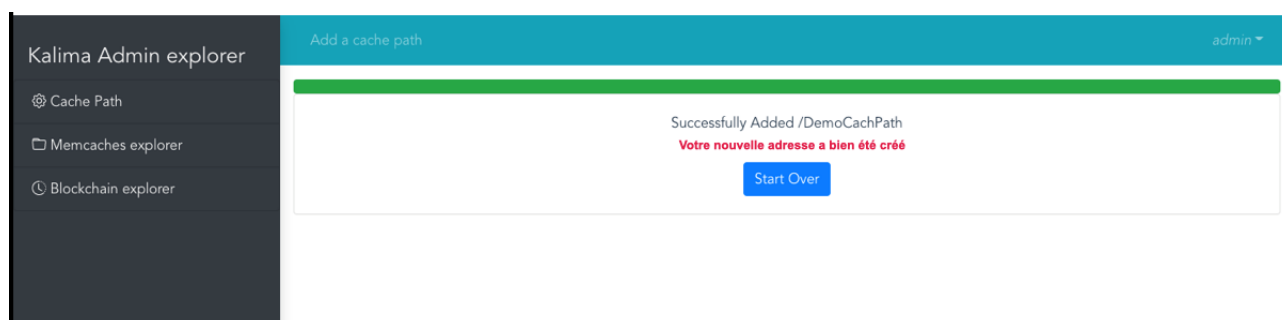 Kalima Admin explorer
Cache Path
Memcaches explorer
Blockchain explorer
Add a cache path
admin
Successfully Added /DemoCachPath
Votre nouvelle adresse a bien été créé
Start Over